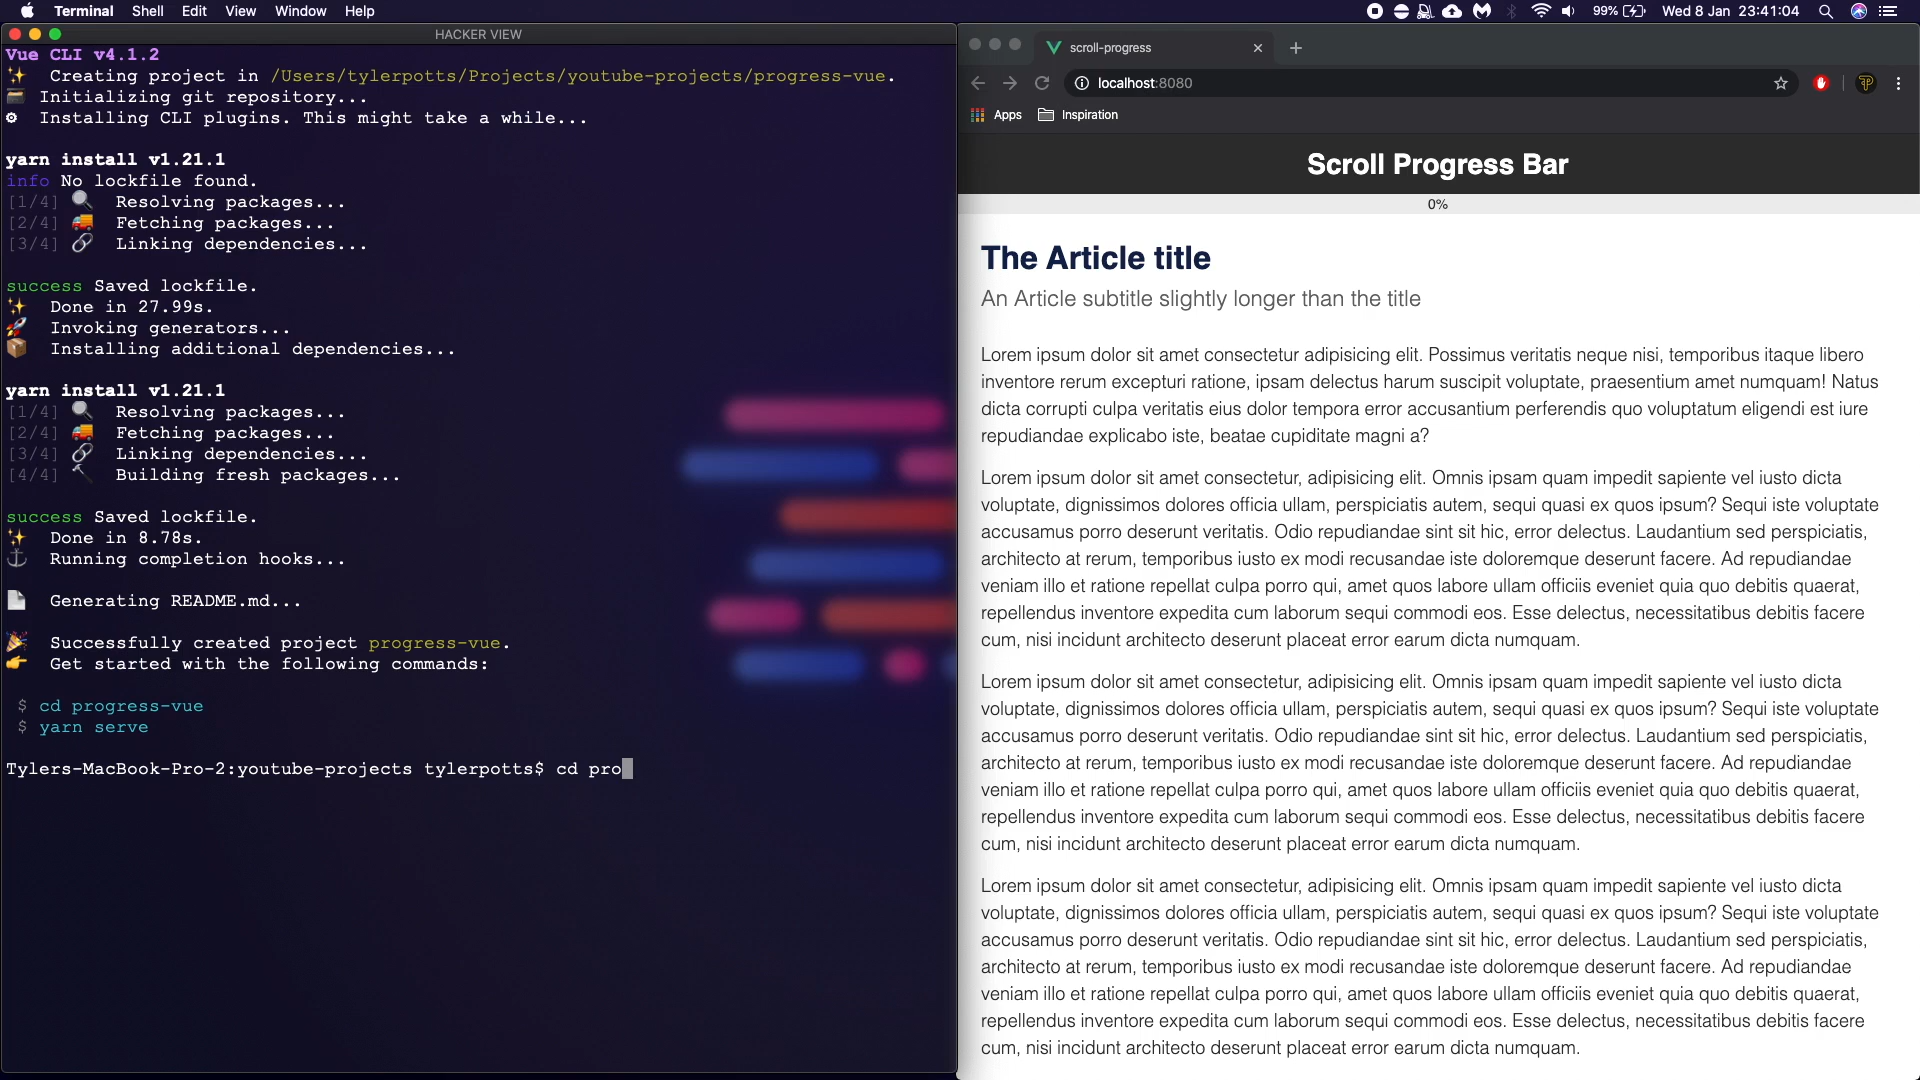 Terminal Shell Edit View Window Help 99% Wed 8 Jan 23:41:04
HACKER VIEW
Vue CLI v4.1.2
✨ Creating project in /Users/tylerpotts/Projects/youtube-projects/progress-vue.
Initializing git repository...
Installing CLI plugins. This might take a while...
yarn install v1.21.1
info No lockfile found.
[1/4] Resolving packages...
[2/4] Fetching packages...
[3/4] Linking dependencies...
success Saved lockfile.
Done in 27.99s.
Invoking generators...
Installing additional dependencies...
yarn install v1.21.1
[1/4] Resolving packages...
[2/4] Fetching packages...
[3/4] Linking dependencies...
[4/4] Building fresh packages...
success Saved lockfile.
Done in 8.78s.
Running completion hooks...
Generating README.md...
Successfully created project progress-vue.
Get started with the following commands:
$ cd progress-vue
$ yarn serve
Tylers-MacBook-Pro-2:youtube-projects tylerpotts$ cd pro
scroll-progress
localhost:8080
Apps Inspiration
Scroll Progress Bar
0%
The Article title
An Article subtitle slightly longer than the title
Lorem ipsum dolor sit amet consectetur adipisicing elit. Possimus veritatis neque nisi, temporibus itaque libero
inventore rerum excepturi ratione, ipsam delectus harum suscipit voluptate, praesentium amet numquam! Natus
dicta corrupti culpa veritatis eius dolor tempora error accusantium perferendis quo voluptatum eligendi est iure
repudiandae explicabo iste, beatae cupiditate magni a?
Lorem ipsum dolor sit amet consectetur, adipisicing elit. Omnis ipsam quam impedit sapiente vel iusto dicta
voluptate, dignissimos dolores officia ullam, perspiciatis autem, sequi quasi ex quos ipsum? Sequi iste voluptate
accusamus porro deserunt veritatis. Odio repudiandae sint sit hic, error delectus. Laudantium sed perspiciatis,
architecto at rerum, temporibus iusto ex modi recusandae iste doloremque deserunt facere. Ad repudiandae
veniam illo et ratione repellat culpa porro qui, amet quos labore ullam officiis eveniet quia quo debitis quaerat,
repellendus inventore expedita cum laborum sequi commodi eos. Esse delectus, necessitatibus debitis facere
cum, nisi incidunt architecto deserunt placeat error earum dicta numquam.
Lorem ipsum dolor sit amet consectetur, adipisicing elit. Omnis ipsam quam impedit sapiente vel iusto dicta
voluptate, dignissimos dolores officia ullam, perspiciatis autem, sequi quasi ex quos ipsum? Sequi iste voluptate
accusamus porro deserunt veritatis. Odio repudiandae sint sit hic, error delectus. Laudantium sed perspiciatis,
architecto at rerum, temporibus iusto ex modi recusandae iste doloremque deserunt facere. Ad repudiandae
veniam illo et ratione repellat culpa porro qui, amet quos labore ullam officiis eveniet quia quo debitis quaerat,
repellendus inventore expedita cum laborum sequi commodi eos. Esse delectus, necessitatibus debitis facere
cum, nisi incidunt architecto deserunt placeat error earum dicta numquam.
Lorem ipsum dolor sit amet consectetur, adipisicing elit. Omnis ipsam quam impedit sapiente vel iusto dicta
voluptate, dignissimos dolores officia ullam, perspiciatis autem, sequi quasi ex quos ipsum? Sequi iste voluptate
accusamus porro deserunt veritatis. Odio repudiandae sint sit hic, error delectus. Laudantium sed perspiciatis,
architecto at rerum, temporibus iusto ex modi recusandae iste doloremque deserunt facere. Ad repudiandae
veniam illo et ratione repellat culpa porro qui, amet quos labore ullam officiis eveniet quia quo debitis quaerat,
repellendus inventore expedita cum laborum sequi commodi eos. Esse delectus, necessitatibus debitis facere
cum, nisi incidunt architecto deserunt placeat error earum dicta numquam.